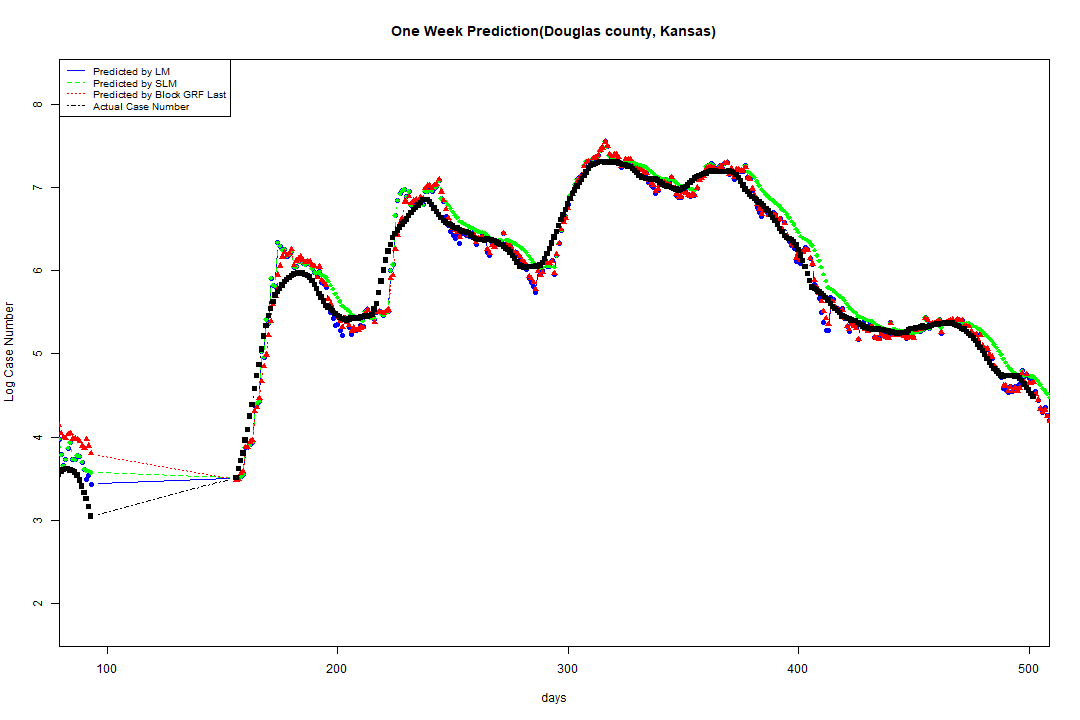 One Week Prediction(Douglas county, Kansas)
Predicted by LM
Predicted by SLM
Predicted by Block GRF Last
Actual Case Number
8
7
6
5
4
3
2
Log Case Number
100 200 300 400 500
days